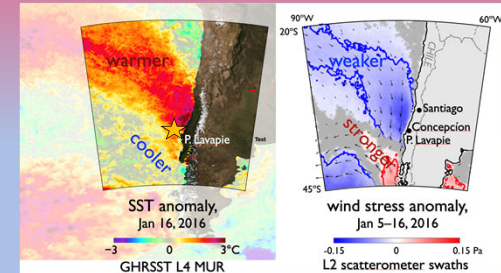 warmer
cooler
P. Lavapie
Text
SST anomaly,
Jan 16, 2016
−3 0 3°C
GHRSST L4 MUR
90°W 60°W
20°S
CHILE
weaker
Santiago
Concepcíon
P. Lavapie
stronger
45°S
wind stress anomaly,
Jan 5–16, 2016
-0.15 0 0.15 Pa
L2 scatterometer swaths